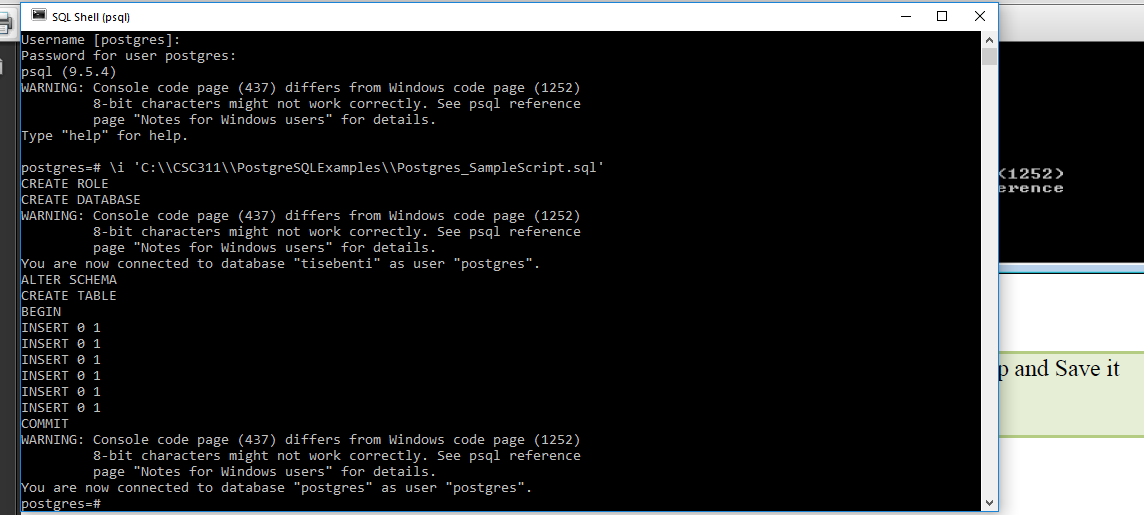 SQL Shell (psql)
Username [postgres]:
Password for user postgres:
psql (9.5.4)
WARNING: Console code page (437) differs from Windows code page (1252)
         8-bit characters might not work correctly. See psql reference
         page "Notes for Windows users" for details.
Type "help" for help.

postgres=# \i 'C:\\CSC311\\PostgreSQLExamples\\Postgres_SampleScript.sql'
CREATE ROLE
CREATE DATABASE
WARNING: Console code page (437) differs from Windows code page (1252)
         8-bit characters might not work correctly. See psql reference
         page "Notes for Windows users" for details.
You are now connected to database "tisebenti" as user "postgres".
ALTER SCHEMA
CREATE TABLE
BEGIN
INSERT 0 1
INSERT 0 1
INSERT 0 1
INSERT 0 1
INSERT 0 1
INSERT 0 1
COMMIT
WARNING: Console code page (437) differs from Windows code page (1252)
         8-bit characters might not work correctly. See psql reference
         page "Notes for Windows users" for details.
You are now connected to database "postgres" as user "postgres".
postgres=#
(1252)
erence
p and Save it